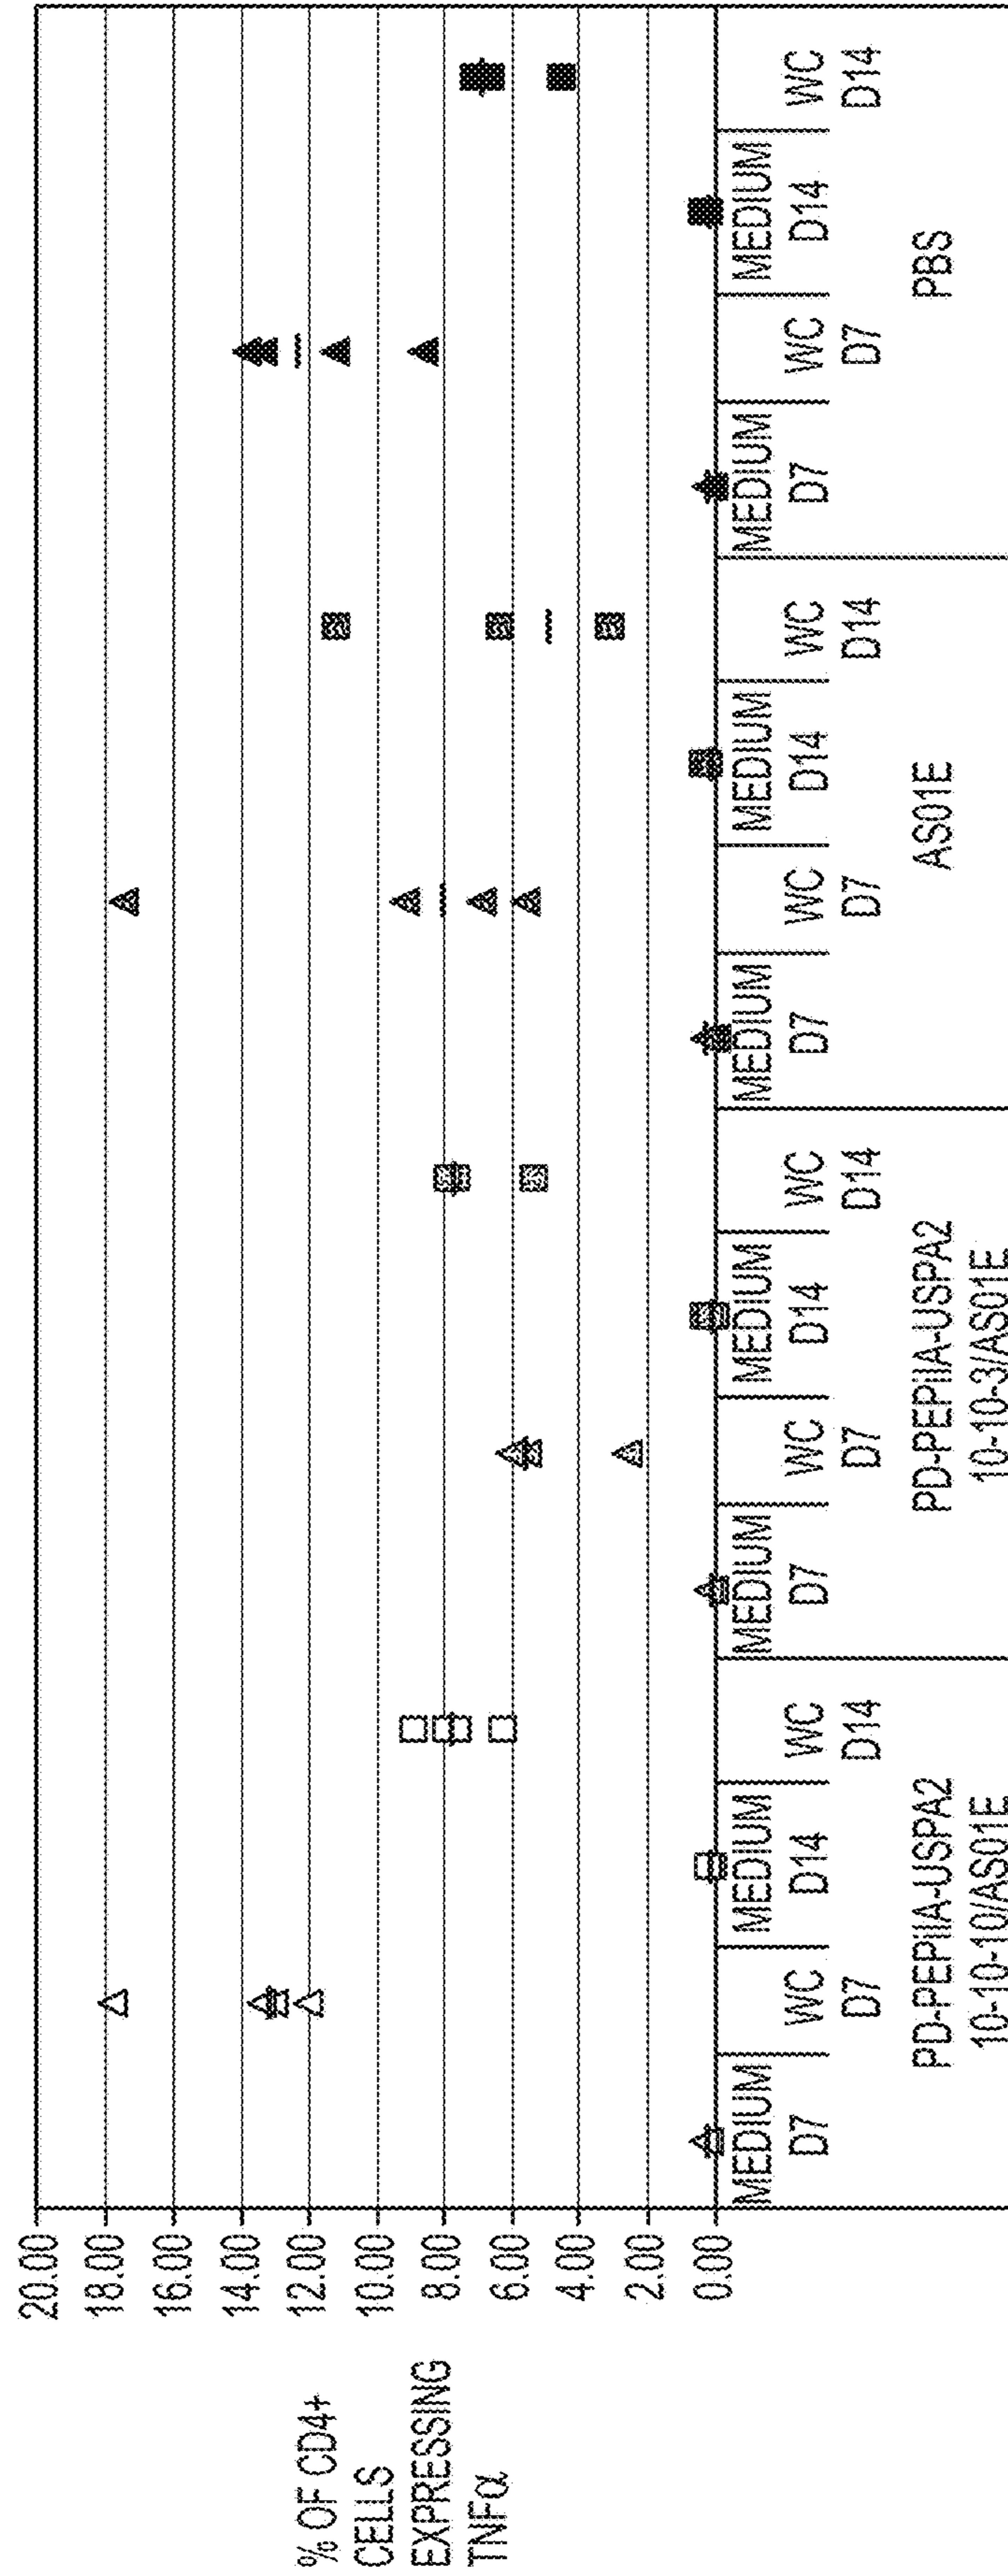 % OF CD4+
CELLS
EXPRESSING
TNFα
20.00
18.00
16.00
14.00
12.00
10.00
8.00
6.00
4.00
2.00
0.00
MEDIUM
D7
WC
D7
MEDIUM
D14
WC
D14
PD-PEPIIA-USPA2
10-10-10/AS01E
MEDIUM
D7
WC
D7
MEDIUM
D14
WC
D14
PD-PEPIIA-USPA2
10-10-3/AS01E
MEDIUM
D7
WC
D7
MEDIUM
D14
WC
D14
AS01E
MEDIUM
D7
WC
D7
MEDIUM
D14
WC
D14
PBS